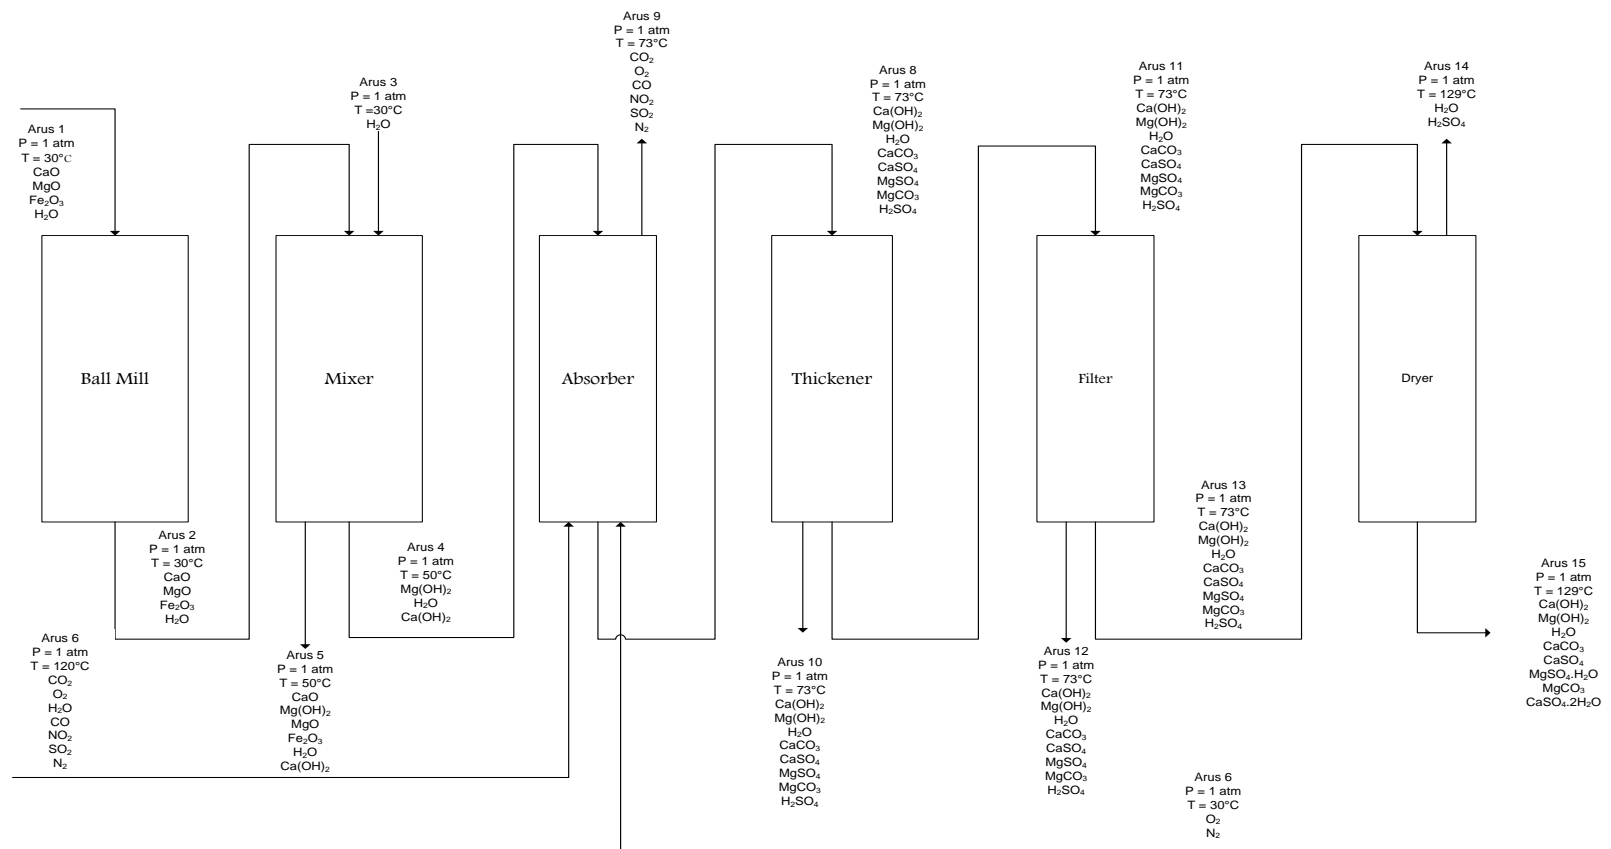 Arus 1
P = 1 atm
T = 30°C
CaO
MgO
Fe₂O₃
H₂O
Ball Mill
Arus 2
P = 1 atm
T = 30°C
CaO
MgO
Fe₂O₃
H₂O
Arus 3
P = 1 atm
T =30°C
H₂O
Mixer
Arus 4
P = 1 atm
T = 50°C
Mg(OH)₂
H₂O
Ca(OH)₂
Arus 5
P = 1 atm
T = 50°C
CaO
Mg(OH)₂
MgO
Fe₂O₃
H₂O
Ca(OH)₂
Arus 6
P = 1 atm
T = 120°C
CO₂
O₂
H₂O
CO
NO₂
SO₂
N₂
Arus 9
P = 1 atm
T = 73°C
CO₂
O₂
CO
NO₂
SO₂
N₂
Absorber
Arus 8
P = 1 atm
T = 73°C
Ca(OH)₂
Mg(OH)₂
H₂O
CaCO₃
CaSO₄
MgSO₄
MgCO₃
H₂SO₄
Thickener
Arus 10
P = 1 atm
T = 73°C
Ca(OH)₂
Mg(OH)₂
H₂O
CaCO₃
CaSO₄
MgSO₄
MgCO₃
H₂SO₄
Arus 11
P = 1 atm
T = 73°C
Ca(OH)₂
Mg(OH)₂
H₂O
CaCO₃
CaSO₄
MgSO₄
MgCO₃
H₂SO₄
Filter
Arus 12
P = 1 atm
T = 73°C
Ca(OH)₂
Mg(OH)₂
H₂O
CaCO₃
CaSO₄
MgSO₄
MgCO₃
H₂SO₄
Arus 13
P = 1 atm
T = 73°C
Ca(OH)₂
Mg(OH)₂
H₂O
CaCO₃
CaSO₄
MgSO₄
MgCO₃
H₂SO₄
Arus 14
P = 1 atm
T = 129°C
H₂O
H₂SO₄
Dryer
Arus 15
P = 1 atm
T = 129°C
Ca(OH)₂
Mg(OH)₂
H₂O
CaCO₃
CaSO₄
MgSO₄.H₂O
MgCO₃
CaSO₄.2H₂O
Arus 6
P = 1 atm
T = 30°C
O₂
N₂